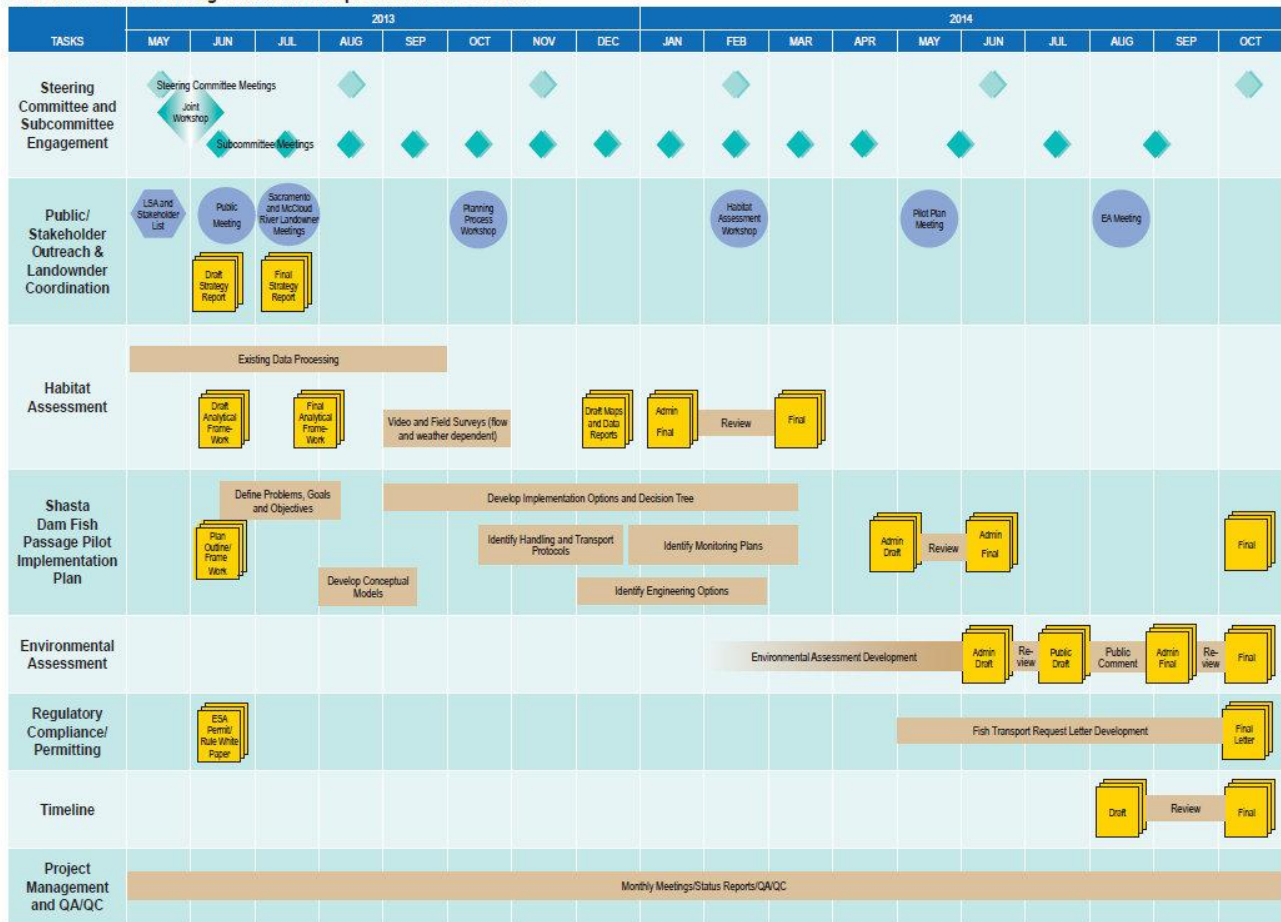 2013
2014
TASKS
MAY
JUN
JUL
AUG
SEP
OCT
NOV
DEC
JAN
FEB
MAR
APR
MAY
JUN
JUL
AUG
SEP
OCT
Steering
Committee and
Subcommittee
Engagement
Steering Committee Meetings
Joint
Workshop
Subcommittee Meetings
Public/
Stakeholder
Outreach &
Landownder
Coordination
LSA and
Stakeholder
List
Public
Meeting
Sacramento
and McCloud
River Landowner
Meetings
Planning
Process
Workshop
Habitat
Assessment
Workshop
Pilot Plan
Meeting
EA Meeting
Draft
Strategy
Report
Final
Strategy
Report
Habitat
Assessment
Existing Data Processing
Draft
Analytical
Frame-
Work
Final
Analytical
Frame-
Work
Video and Field Surveys (flow
and weather dependent)
Draft Maps
and Data
Reports
Admin
Final
Review
Final
Shasta
Dam Fish
Passage Pilot
Implementation
Plan
Define Problems, Goals
and Objectives
Develop Implementation Options and Decision Tree
Plan
Outline/
Frame
Work
Identify Handling and Transport
Protocols
Identify Monitoring Plans
Admin
Draft
Review
Admin
Final
Final
Develop Conceptual
Models
Identify Engineering Options
Environmental
Assessment
Environmental Assessment Development
Admin
Draft
Re-
view
Public
Draft
Public
Comment
Admin
Final
Re-
view
Final
Regulatory
Compliance/
Permitting
ESA
Permit/
Rule White
Paper
Fish Transport Request Letter Development
Final
Letter
Timeline
Draft
Review
Final
Project
Management
and QA/QC
Monthly Meetings/Status Reports/QA/QC